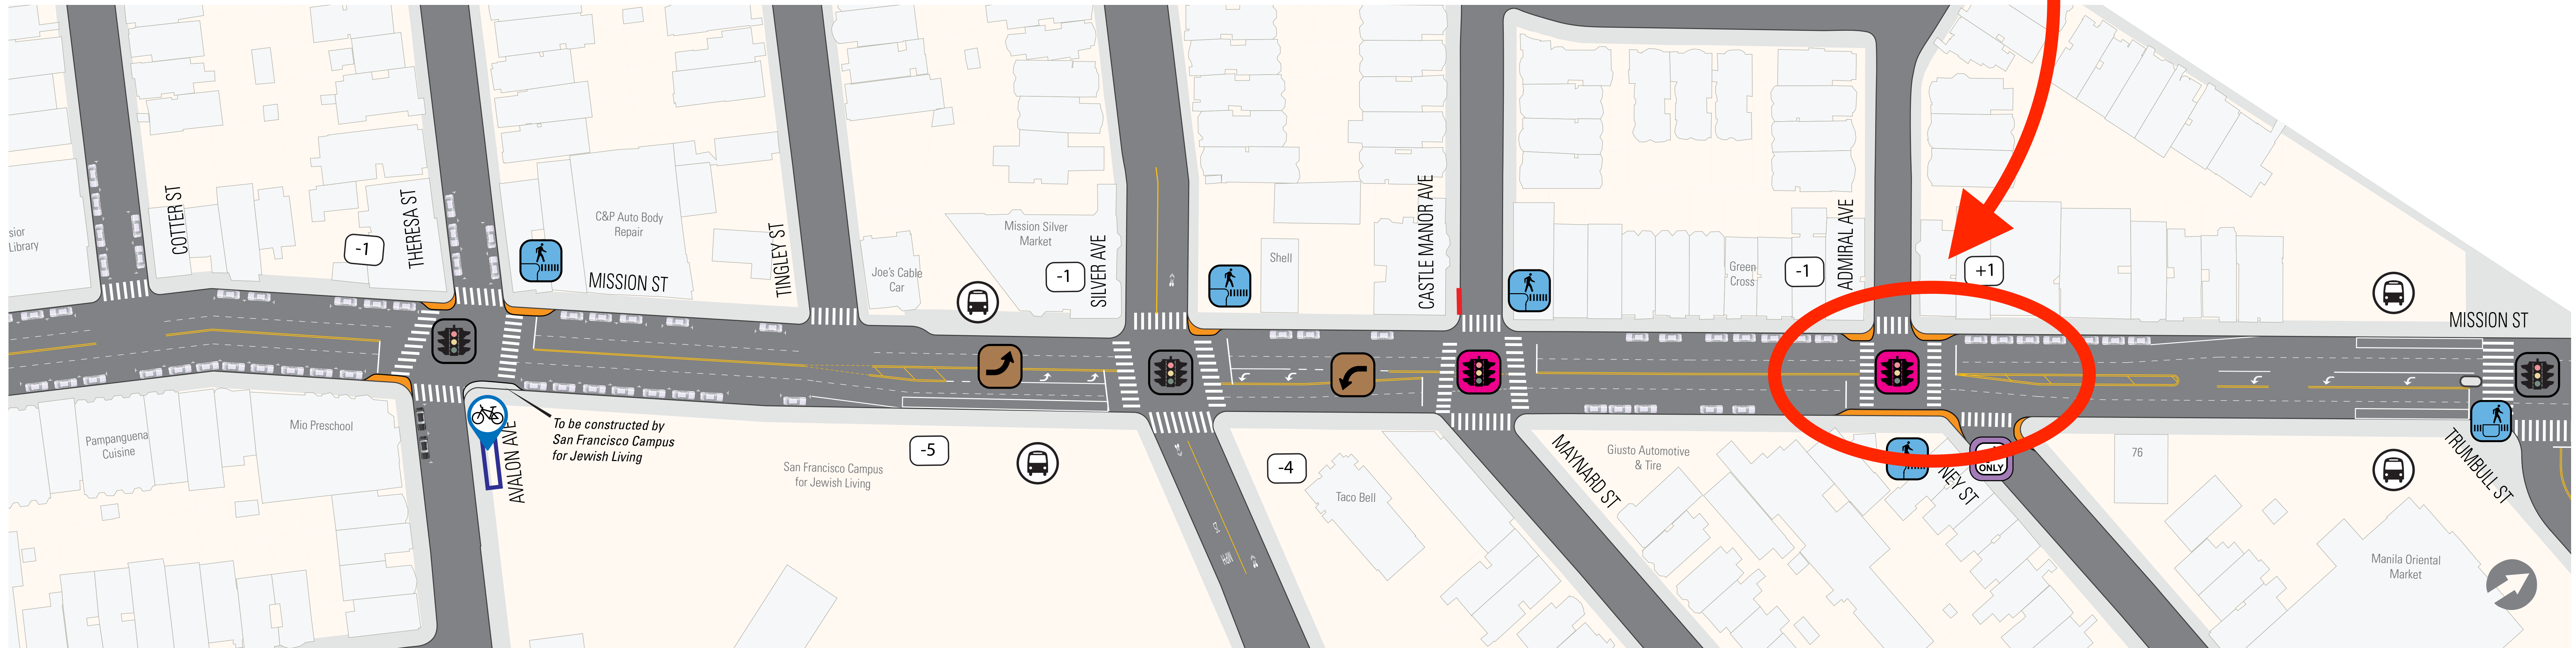 sior
Library
COTTER ST
-1
THERESA ST
C&P Auto Body
Repair
MISSION ST
TINGLEY ST
Joe's Cable
Car
Mission Silver
Market
-1
SILVER AVE
Shell
CASTLE MANOR AVE
Green
Cross
-1
ADMIRAL AVE
+1
MISSION ST
Pampanguena
Cuisine
Mio Preschool
AVALON AVE
To be constructed by
San Francisco Campus
for Jewish Living
San Francisco Campus
for Jewish Living
-5
-4
Taco Bell
MAYNARD ST
Giusto Automotive
& Tire
NEY ST
ONLY
76
TRUMBULL ST
Manila Oriental
Market